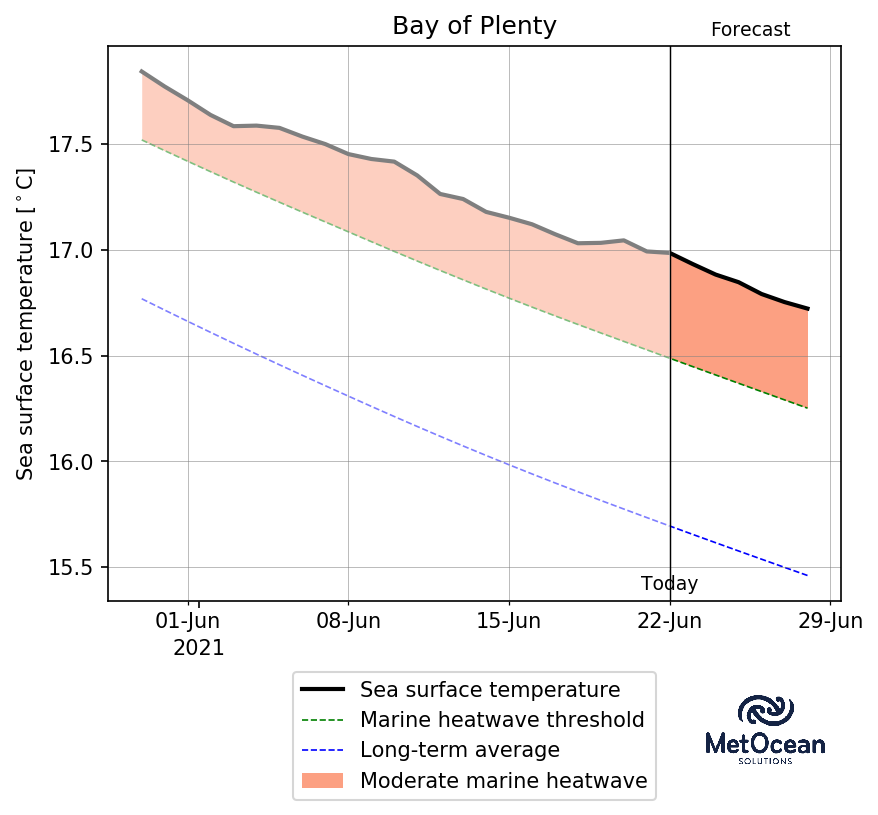 Bay of Plenty
Forecast
Sea surface temperature [°C]
17.5
17.0
16.5
16.0
15.5
Today
01-Jun
08-Jun
15-Jun
22-Jun
29-Jun
2021
Sea surface temperature
Marine heatwave threshold
Long-term average
Moderate marine heatwave
MetOcean
SOLUTIONS